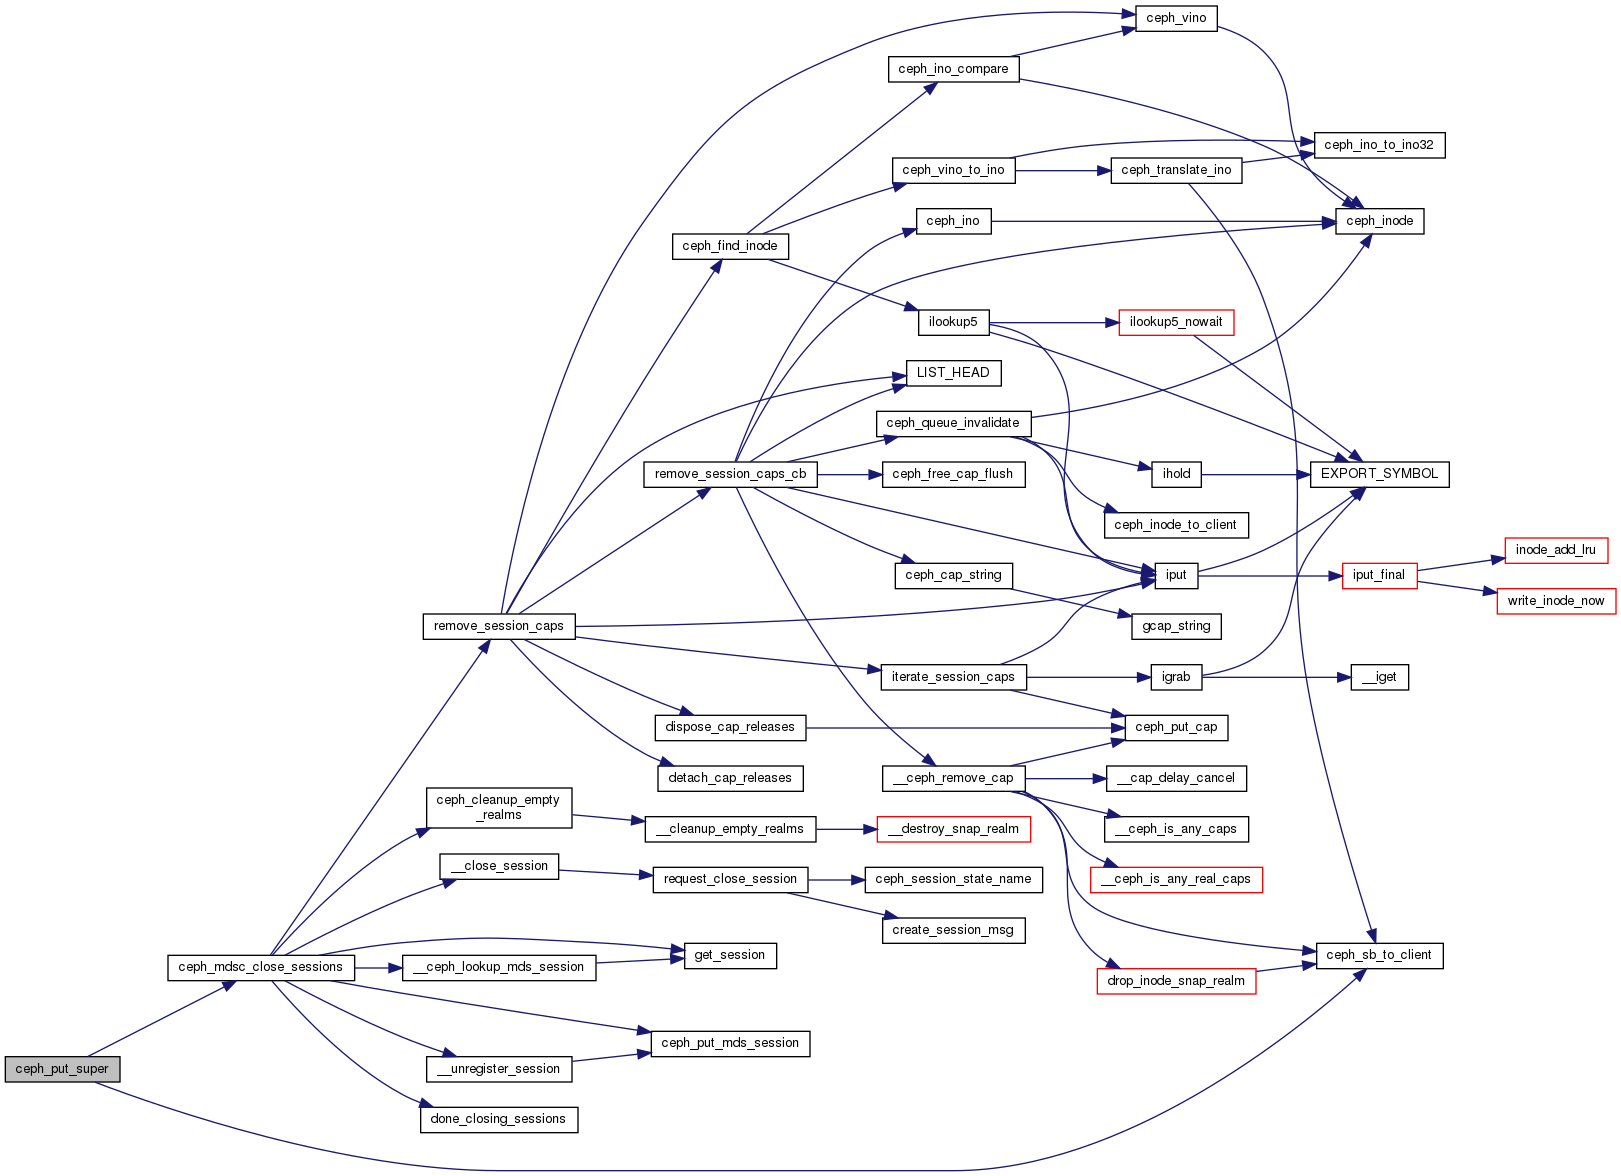 ceph_vino
ceph_ino_compare
ceph_ino_to_ino32
ceph_vino_to_ino
ceph_translate_ino
ceph_ino
ceph_inode
ceph_find_inode
ilookup5
ilookup5_nowait
LIST_HEAD
ceph_queue_invalidate
remove_session_caps_cb
ceph_free_cap_flush
ihold
EXPORT_SYMBOL
ceph_inode_to_client
inode_add_lru
ceph_cap_string
iput
iput_final
write_inode_now
remove_session_caps
gcap_string
iterate_session_caps
igrab
__iget
dispose_cap_releases
ceph_put_cap
detach_cap_releases
__ceph_remove_cap
__cap_delay_cancel
ceph_cleanup_empty
_realms
__cleanup_empty_realms
__destroy_snap_realm
__ceph_is_any_caps
__close_session
request_close_session
ceph_session_state_name
__ceph_is_any_real_caps
create_session_msg
get_session
ceph_sb_to_client
ceph_mdsc_close_sessions
__ceph_lookup_mds_session
drop_inode_snap_realm
ceph_put_mds_session
ceph_put_super
__unregister_session
done_closing_sessions